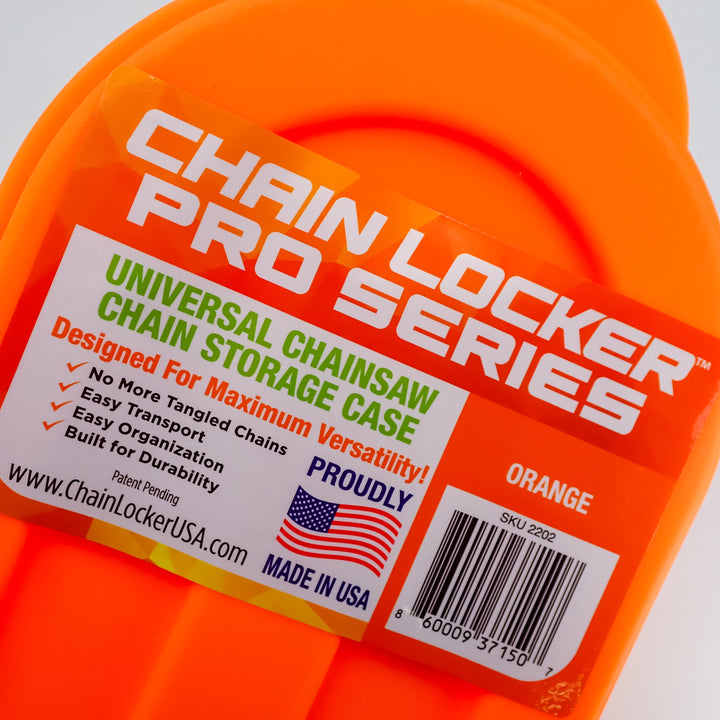 CHAIN LOCKER™
PRO SERIES
UNIVERSAL CHAINSAW
CHAIN STORAGE CASE
Designed For Maximum Versatility!
No More Tangled Chains
Easy Transport
Easy Organization
Built for Durability
Patent Pending
www.ChainLockerUSA.com
PROUDLY
MADE IN USA
ORANGE
SKU 2202
8 60009 37150 7